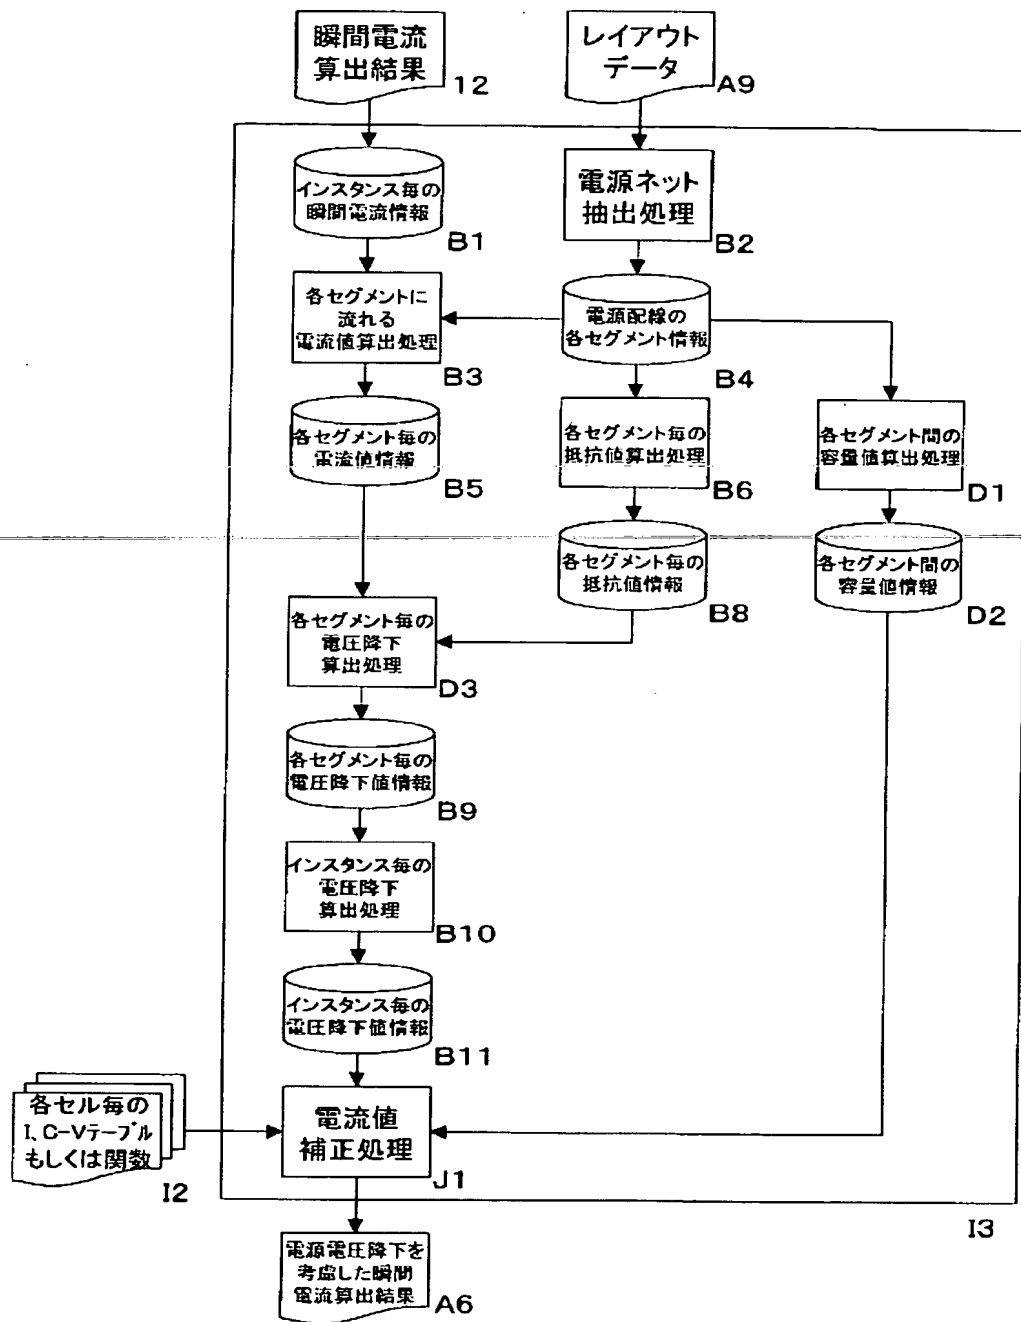 瞬間電流
算出結果
12
レイアウト
データ
A9
インスタンス毎の
瞬間電流情報
B1
電源ネット
抽出処理
B2
各セグメントに
流れる
電流値算出処理
B3
電源配線の
各セグメント情報
B4
各セグメント毎の
電流値情報
B5
各セグメント毎の
抵抗値算出処理
B6
各セグメント間の
容量値算出処理
D1
各セグメント毎の
抵抗値情報
B8
各セグメント間の
容量値情報
D2
各セグメント毎の
電圧降下
算出処理
D3
各セグメント毎の
電圧降下値情報
B9
インスタンス毎の
電圧降下
算出処理
B10
インスタンス毎の
電圧降下値情報
B11
各セル毎の
I、C-Vテーブル
もしくは関数
I2
電流値
補正処理
J1
I3
電源電圧降下を
考慮した瞬間
電流算出結果
A6